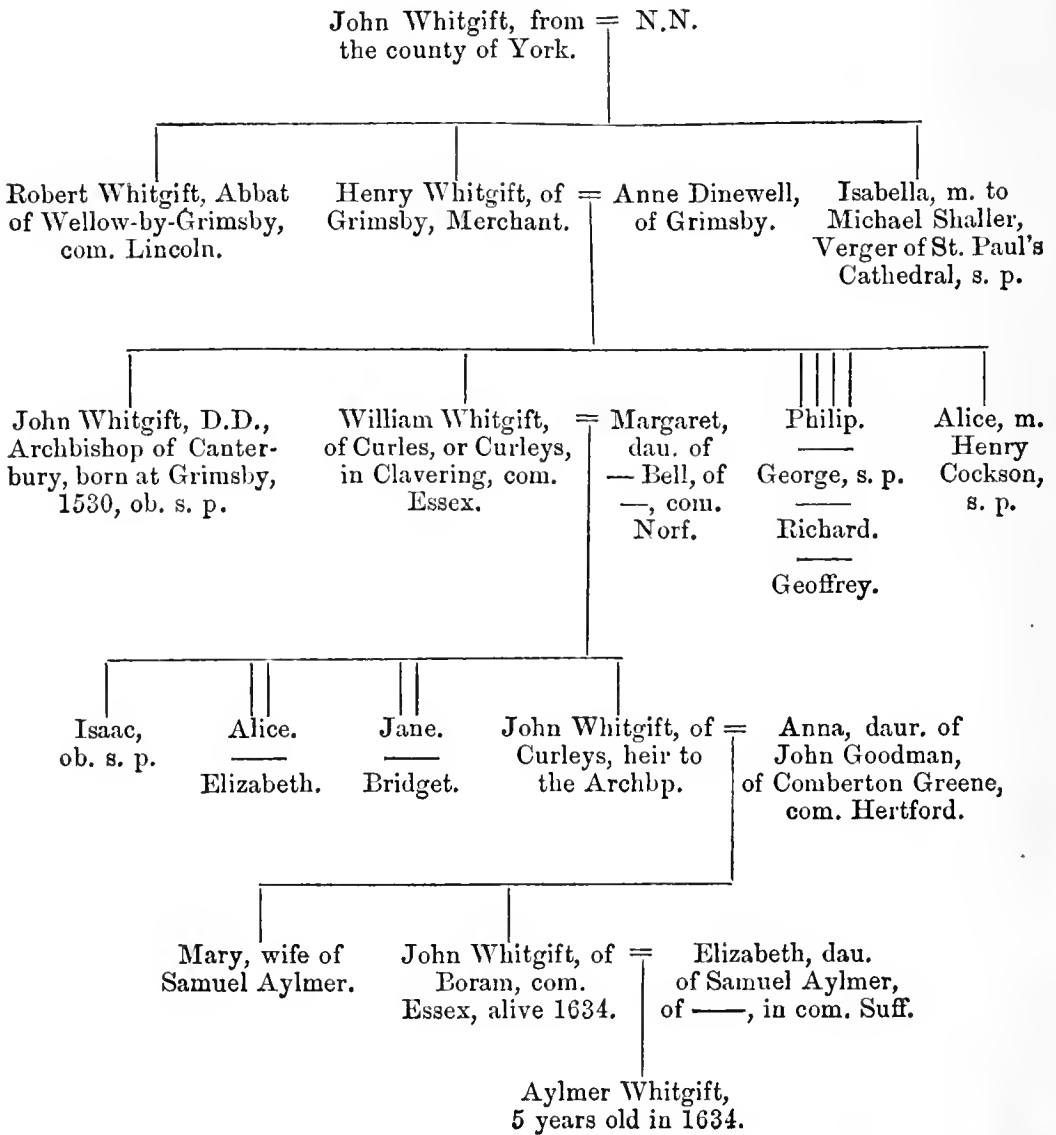 John Whitgift, from = N.N.
the county of York.
Robert Whitgift, Abbat
of Wellow-by-Grimsby,
com. Lincoln.
Henry Whitgift, of =
Grimsby, Merchant.
Anne Dinewell,
of Grimsby.
Isabella, m. to
Michael Shaller,
Verger of St. Paul's
Cathedral, s. p.
John Whitgift, D.D.,
Archbishop of Canter-
bury, born at Grimsby,
1530, ob. s. p.
William Whitgift, =
of Curles, or Curleys,
in Clavering, com.
Essex.
Margaret,
dau. of
— Bell, of
—, com.
Norf.
Philip.
George, s. p.
Richard.
Geoffrey.
Alice, m.
Henry
Cockson,
s. p.
Isaac,
ob. s. p.
Alice.
Elizabeth.
Jane.
Bridget.
John Whitgift, of =
Curleys, heir to
the Archbp.
Anna, daur. of
John Goodman,
of Comberton Greene,
com. Hertford.
Mary, wife of
Samuel Aylmer.
John Whitgift, of =
Boram, com.
Essex, alive 1634.
Elizabeth, dau.
of Samuel Aylmer,
of ——, in com. Suff.
Aylmer Whitgift,
5 years old in 1634.